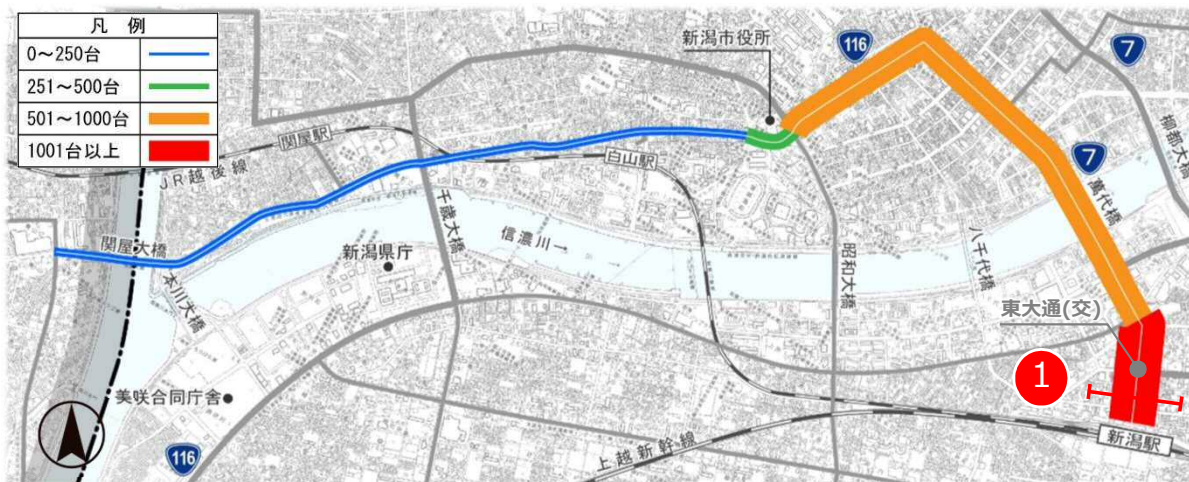 凡 例
0～250台
251～500台
501～1000台
1001台以上
新潟市役所
116
7
柳都大橋
関屋駅
JR越後線
白山駅
7
萬代橋
千歳大橋
信濃川→
関屋大橋
新潟県庁
昭和大橋
八千代橋
本川大橋
東大通(交)
1
美咲合同庁舎
116
上越新幹線
新潟駅